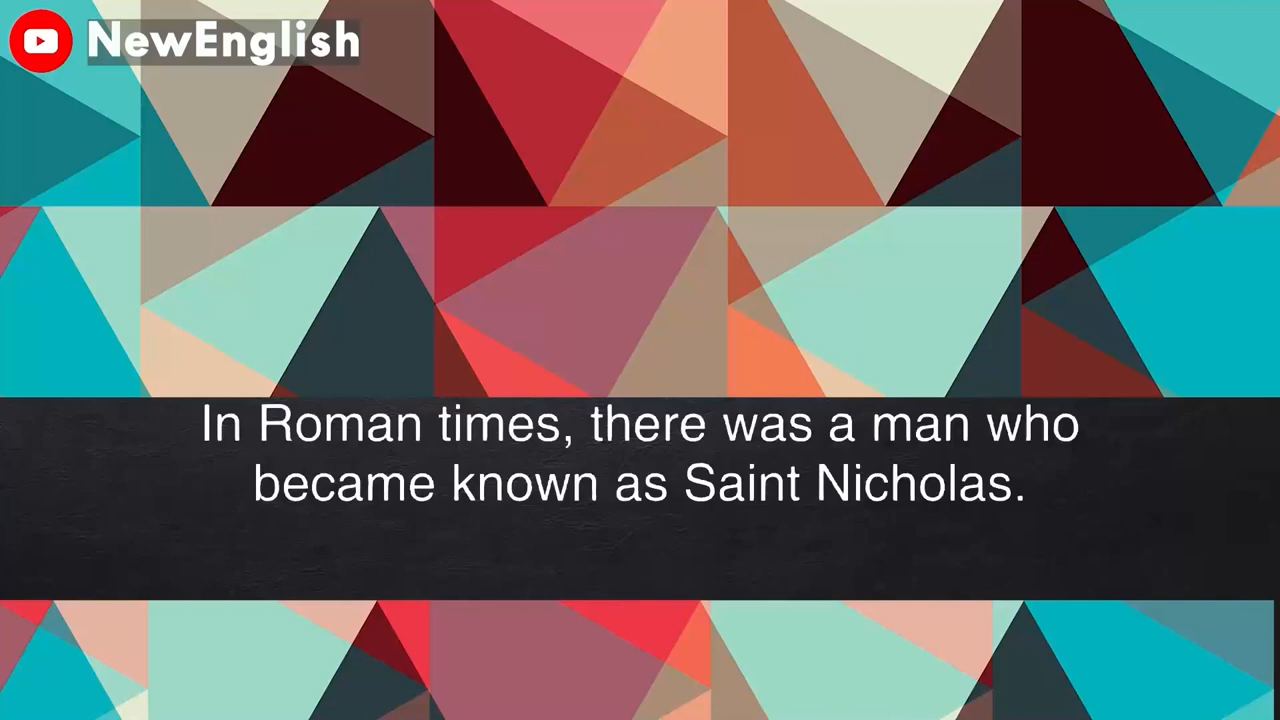 NewEnglish
In Roman times, there was a man who
became known as Saint Nicholas.